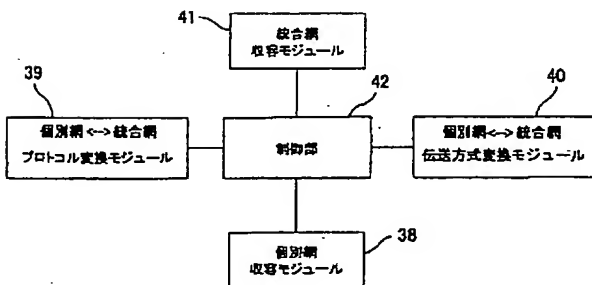 41
統合網
収容モジュール
39
個別網<-->統合網
プロトコル変換モジュール
42
制御部
40
個別網<-->統合網
伝送方式変換モジュール
個別網
収容モジュール
38